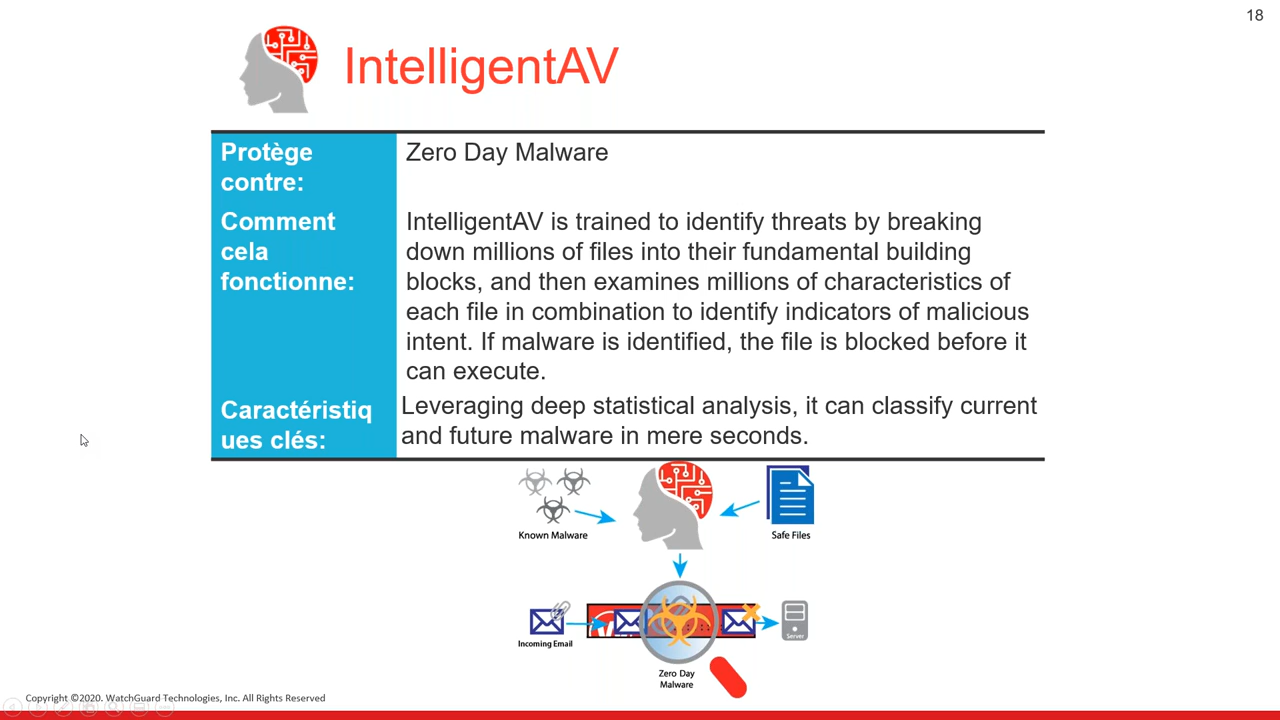 18
IntelligentAV
Protège
contre:
Zero Day Malware
Comment
cela
fonctionne:
IntelligentAV is trained to identify threats by breaking
down millions of files into their fundamental building
blocks, and then examines millions of characteristics of
each file in combination to identify indicators of malicious
intent. If malware is identified, the file is blocked before it
can execute.
Caractéristiq
ues clés:
Leveraging deep statistical analysis, it can classify current
and future malware in mere seconds.
Known Malware
Safe Files
Incoming Email
Server
Zero Day
Malware
Copyright ©2020. WatchGuard Technologies, Inc. All Rights Reserved